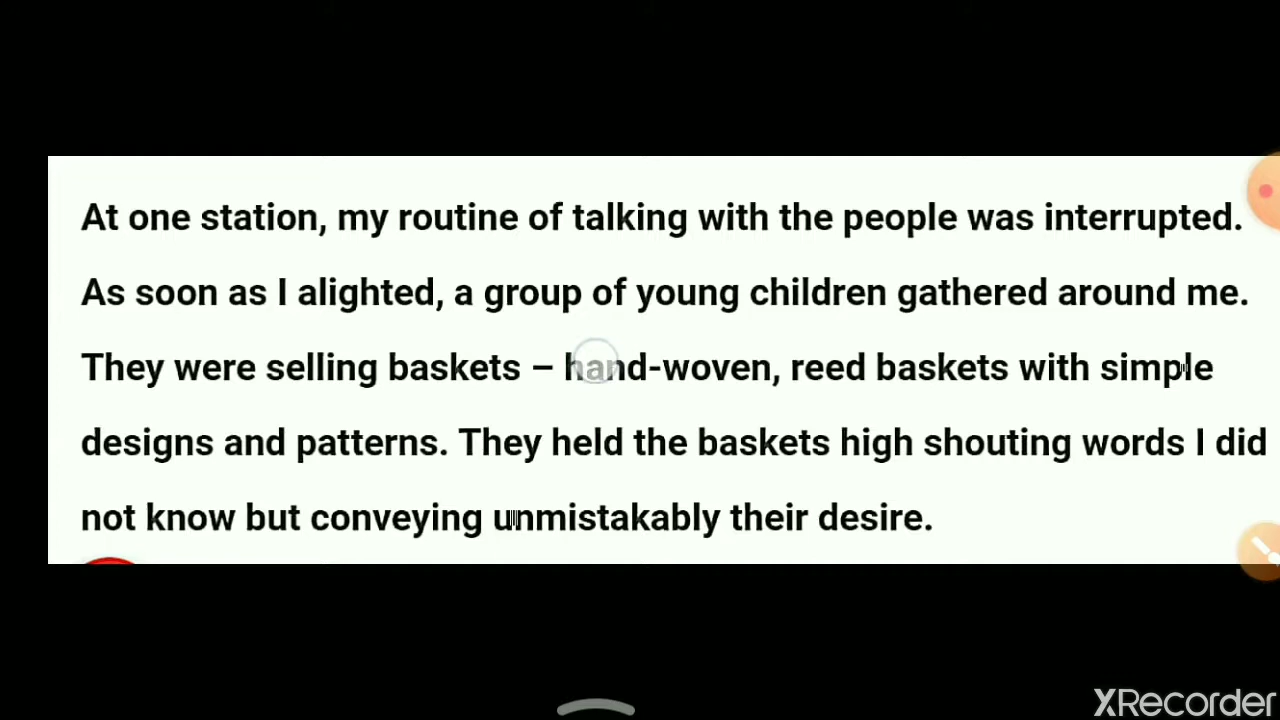 At one station, my routine of talking with the people was interrupted.
As soon as I alighted, a group of young children gathered around me.
They were selling baskets – hand-woven, reed baskets with simple
designs and patterns. They held the baskets high shouting words I did
not know but conveying unmistakably their desire.
XRecorder